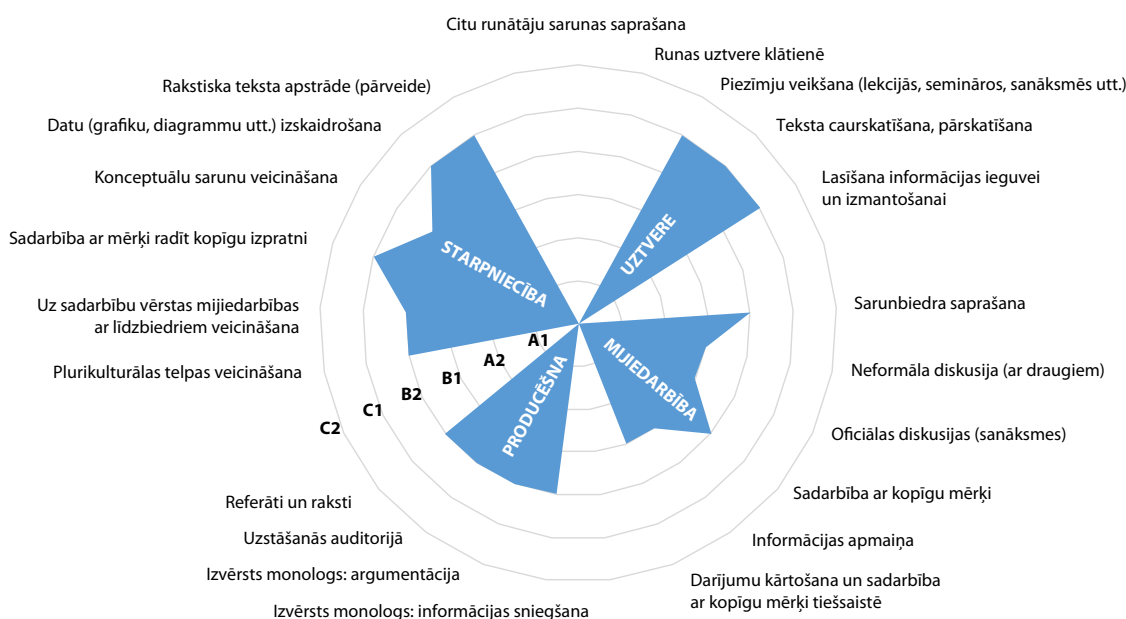 Citu runātāju sarunas saprašana
Runas uztvere klātienē
Piezīmju veikšana (lekcijās, semināros, sanāksmēs utt.)
Teksta caurskatīšana, pārskatīšana
Lasīšana informācijas ieguvei
un izmantošanai
Sarunbiedra saprašana
Neformāla diskusija (ar draugiem)
Oficiālas diskusijas (sanāksmes)
Sadarbība ar kopīgu mērķi
Informācijas apmaiņa
Darījumu kārtošana un sadarbība
ar kopīgu mērķi tiešsaistē
Izvērsts monologs: informācijas sniegšana
Izvērsts monologs: argumentācija
Uzstāšanās auditorijā
Referāti un raksti
Plurikulturālas telpas veicināšana
Uz sadarbību vērstas mijiedarbības
ar līdzbiedriem veicināšana
Sadarbība ar mērķi radīt kopīgu izpratni
Konceptuālu sarunu veicināšana
Datu (grafiku, diagrammu utt.) izskaidrošana
Rakstiska teksta apstrāde (pārveide)
STARPNIECĪBA
UZTVERE
MIJIEDARBĪBA
PRODUCĒŠNA
A1
A2
B1
B2
C1
C2